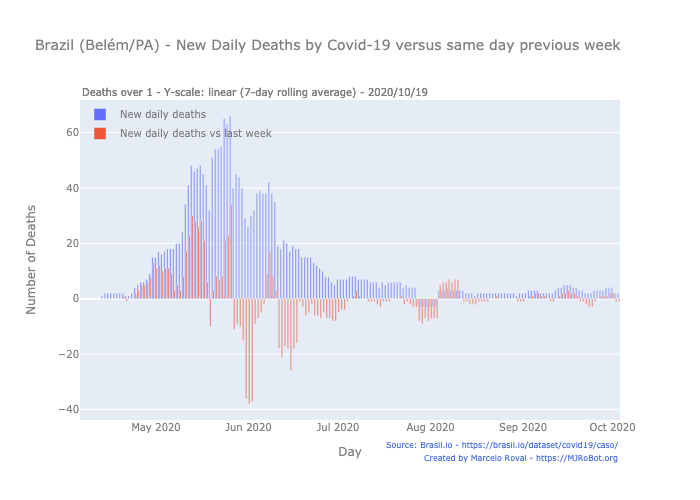 Brazil (Belém/PA) - New Daily Deaths by Covid-19 versus same day previous week
Deaths over 1 - Y-scale: linear (7-day rolling average) - 2020/10/19
New daily deaths
New daily deaths vs last week
60
40
20
0
−20
−40
Number of Deaths
May 2020
Jun 2020
Jul 2020
Aug 2020
Sep 2020
Oct 2020
Day
Source: Brasil.io - https://brasil.io/dataset/covid19/caso/
Created by Marcelo Rovai - https://MJRoBot.org